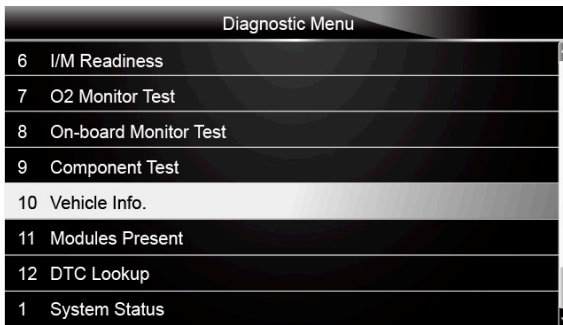 Diagnostic Menu
6 I/M Readiness
7 O2 Monitor Test
8 On-board Monitor Test
9 Component Test
10 Vehicle Info.
11 Modules Present
12 DTC Lookup
1 System Status